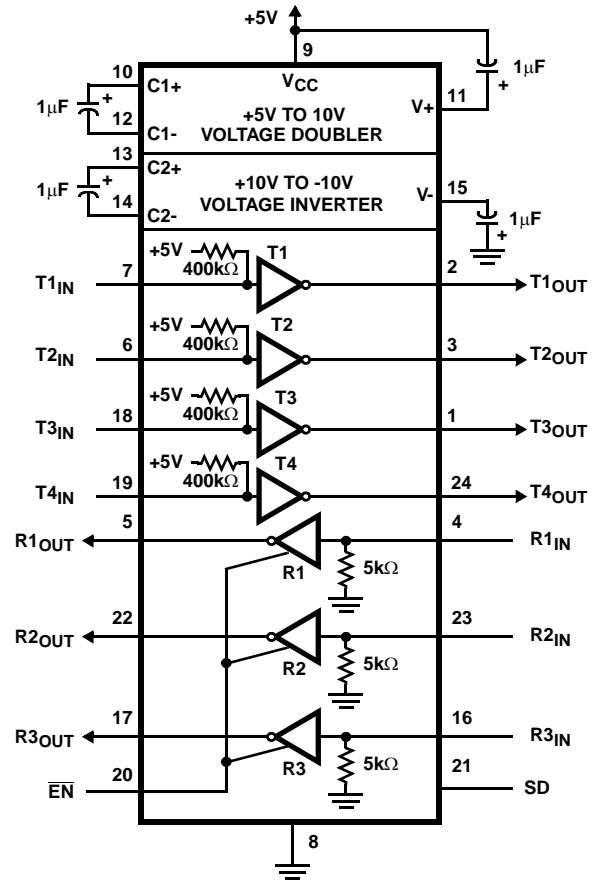 +5V
9
10
C1+
VCC
1µF
+
1µF
+
11
V+
+5V TO 10V
VOLTAGE DOUBLER
12
C1-
13
C2+
1µF
+
+10V TO -10V
VOLTAGE INVERTER
V-
15
14
C2-
1µF
+
+5V
400kΩ
T1
T1IN
7
2
T1OUT
+5V
400kΩ
T2
T2IN
6
3
T2OUT
+5V
400kΩ
T3
T3IN
18
1
T3OUT
+5V
400kΩ
T4
T4IN
19
24
T4OUT
R1OUT
5
4
R1IN
R1
5kΩ
R2OUT
22
23
R2IN
R2
5kΩ
R3OUT
17
16
R3IN
R3
5kΩ
EN
20
21
SD
8